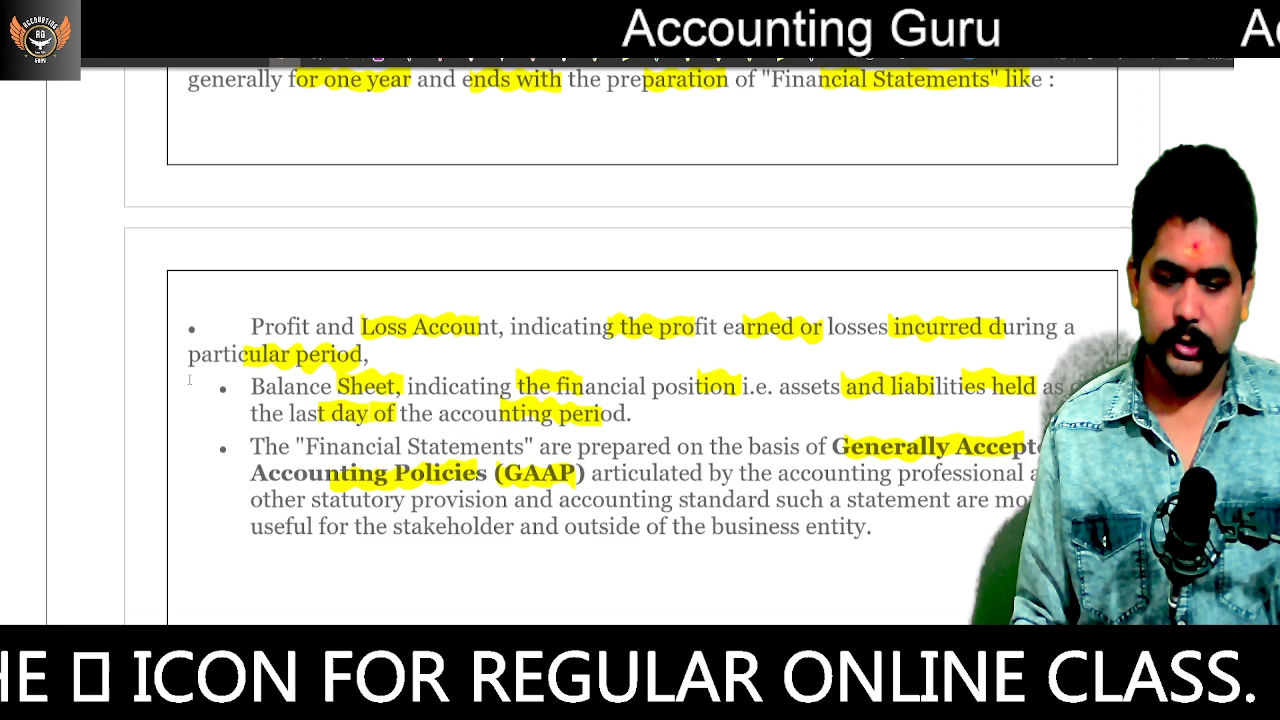 Accounting Guru
ACCOUNTING
AG
GURU
generally for one year and ends with the preparation of "Financial Statements" like :
• Profit and Loss Account, indicating the profit earned or losses incurred during a
particular period,
• Balance Sheet, indicating the financial position i.e. assets and liabilities held as
the last day of the accounting period.
• The "Financial Statements" are prepared on the basis of Generally
Accounting Policies (GAAP) articulated by the accounting professional
other statutory provision and accounting standard such a statement are
useful for the stakeholder and outside of the business entity.
ICON FOR REGULAR ONLINE CLASS.